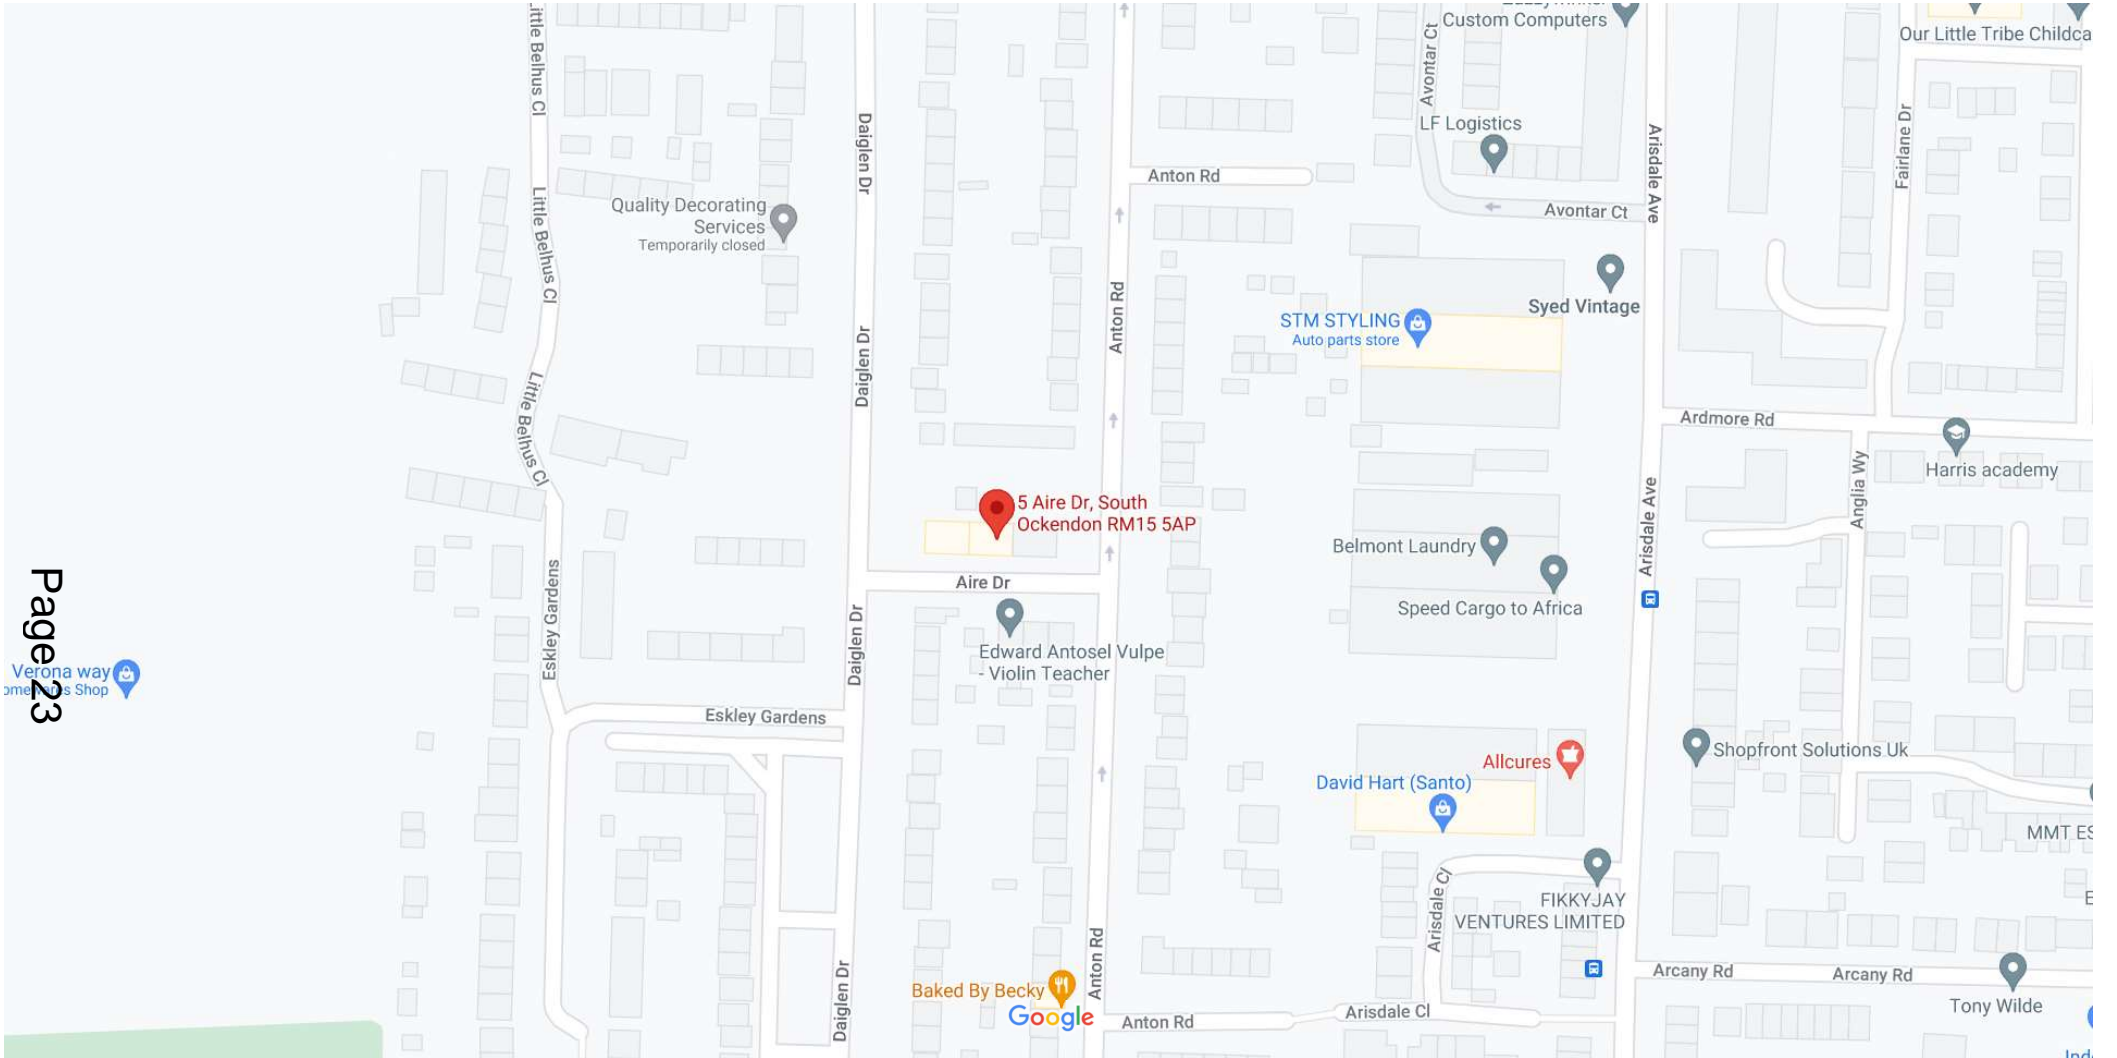 Little Belhus Cl
Custom Computers
Avontar Ct
Our Little Tribe Childca
LF Logistics
Daiglen Dr
Arisdale Ave
Fairlane Dr
Anton Rd
Little Belhus Cl
Quality Decorating
Services
Temporarily closed
Avontar Ct
Syed Vintage
Anton Rd
STM STYLING
Auto parts store
Daiglen Dr
Little Belhus Cl
Ardmore Rd
Harris academy
Anglia Wy
5 Aire Dr, South
Ockendon RM15 5AP
Arisdale Ave
Belmont Laundry
Aire Dr
Speed Cargo to Africa
Eskley Gardens
Daiglen Dr
Edward Antosel Vulpe
- Violin Teacher
Page 23
Verona way
omewares Shop
Eskley Gardens
Shopfront Solutions Uk
Allcures
David Hart (Santo)
MMT ES
Arisdale Cl
FIKKYJAY
VENTURES LIMITED
E
Anton Rd
Daiglen Dr
Baked By Becky
Google
Arcany Rd
Arcany Rd
Tony Wilde
Anton Rd
Arisdale Cl
Ind